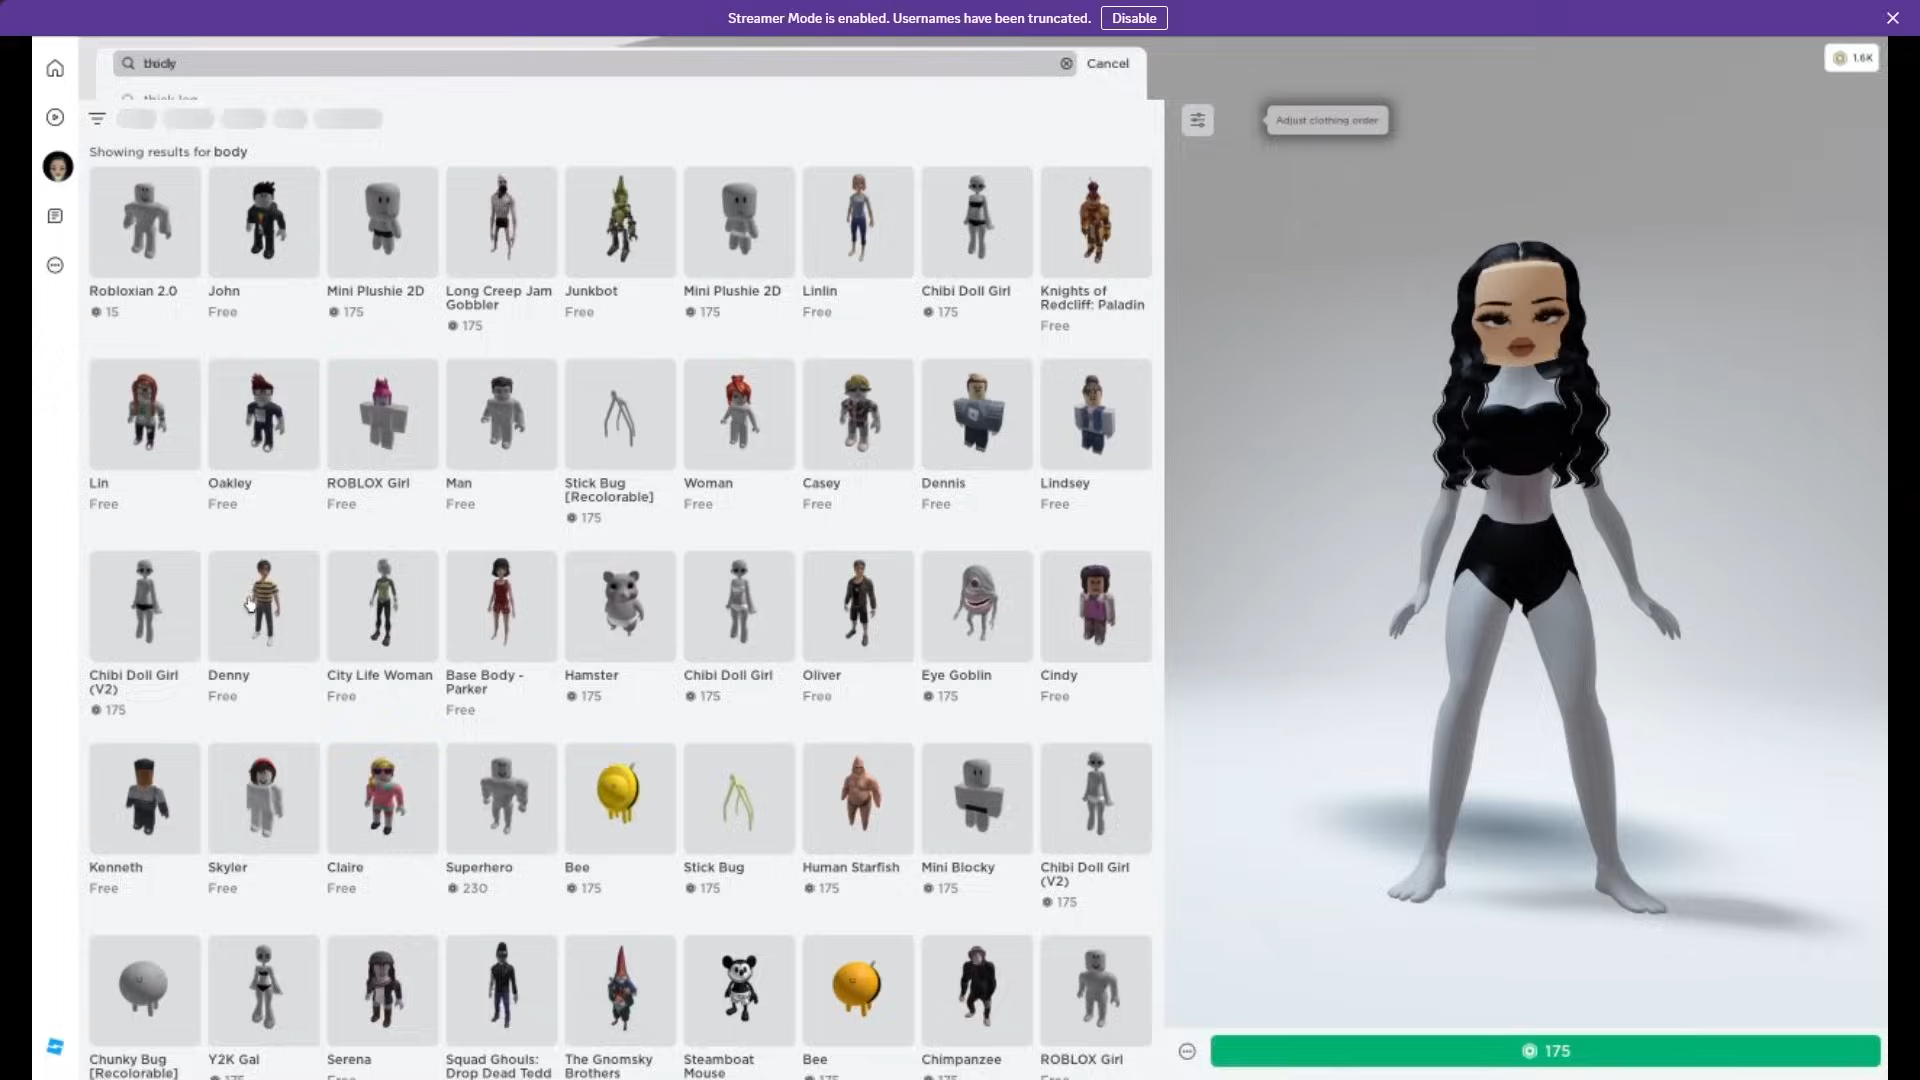 Streamer Mode is enabled. Usernames have been truncated. Disable
Cancel
1.6K
Adjust clothing order
Showing results for body
Robloxian 2.0 John Mini Plushie 2D Long Creep Jam Gobbler Junkbot Mini Plushie 2D Linlin Chibi Doll Girl Knights of Redcliff: Paladin
15 Free 175 175 Free 175 Free 175 Free
Lin Oakley ROBLOX Girl Man Stick Bug [Recolorable] Woman Casey Dennis Lindsey
Free Free Free Free 175 Free Free Free Free
Chibi Doll Girl (V2) Denny City Life Woman Base Body - Parker Hamster Chibi Doll Girl Oliver Eye Goblin Cindy
175 Free Free Free 175 175 Free 175 Free
Kenneth Skyler Claire Superhero Bee Stick Bug Human Starfish Mini Blocky Chibi Doll Girl (V2)
Free Free Free 230 175 175 175 175 175
Chunky Bug [Recolorable] Y2K Gal Serena Squad Ghouls: Drop Dead Tedd The Gnomsky Brothers Steamboat Mouse Bee Chimpanzee ROBLOX Girl
175